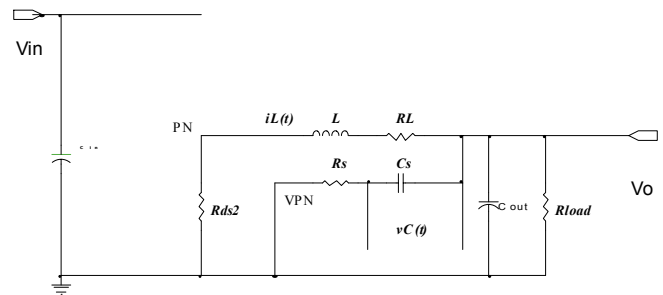 Vin
PN
iL(t)
L
RL
Rs
Cs
VPN
Rds2
vC(t)
C out
Rload
Vo